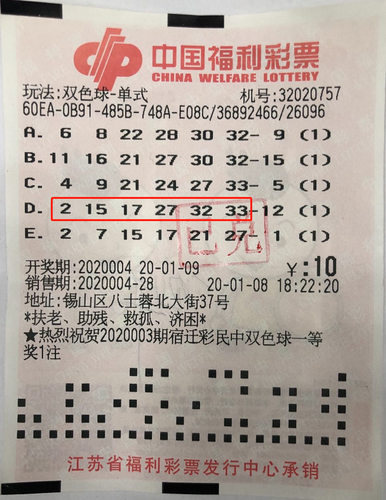 中国福利彩票
CHINA WELFARE LOTTERY
玩法:双色球-单式 机号:32020757
60EA-0B91-485B-748A-E08C/36892466/26096
A. 6 8 22 28 30 32- 9 (1)
B. 11 16 21 27 30 32-15 (1)
C. 4 9 21 24 27 33- 5 (1)
D. 2 15 17 27 32 33-12 (1)
E. 2 7 15 17 21 27- 1 (1)
已兑
开奖期:2020004 20-01-09 ¥:10
销售期:2020004-28 20-01-08 18:22:20
地址:锡山区八士蓉北大街37号
*扶老、助残、救孤、济困*
★热烈祝贺2020003期宿迁彩民中双色球一等
奖1注
江苏省福利彩票发行中心承销